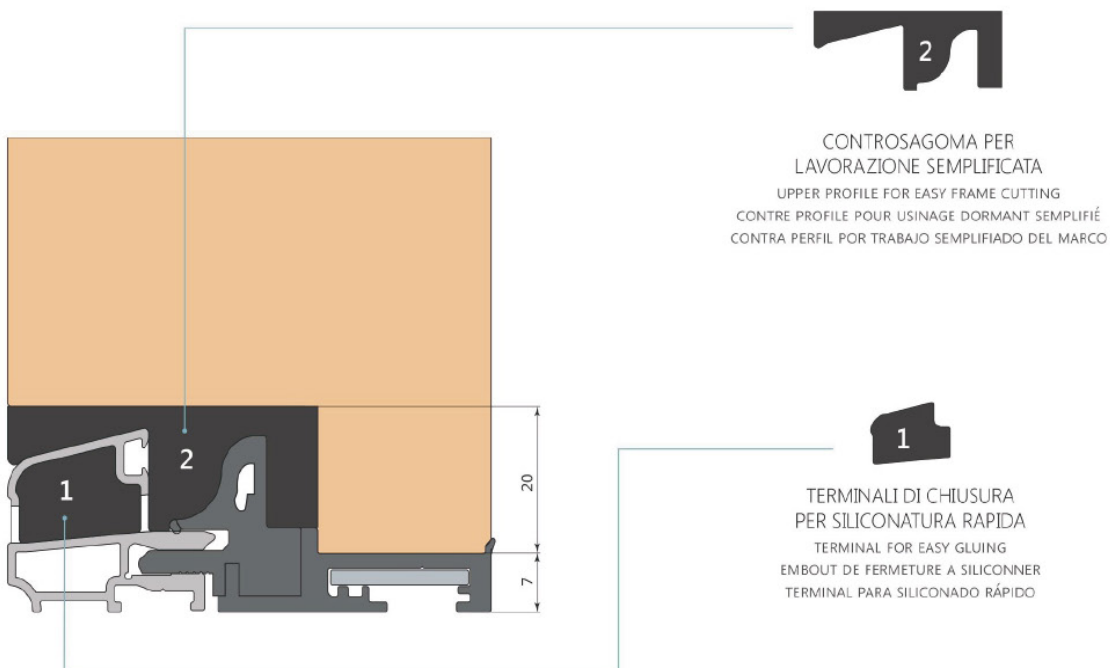 2
CONTROSAGOMA PER
LAVORAZIONE SEMPLIFICATA
UPPER PROFILE FOR EASY FRAME CUTTING
CONTRE PROFILE POUR USINAGE DORMANT SEMPLIFIÉ
CONTRA PERFIL POR TRABAJO SEMPLIFIADO DEL MARCO
2
1
20
7
1
TERMINALI DI CHIUSURA
PER SILICONATURA RAPIDA
TERMINAL FOR EASY GLUING
EMBOUT DE FERMETURE A SILICONNER
TERMINAL PARA SILICONADO RÁPIDO